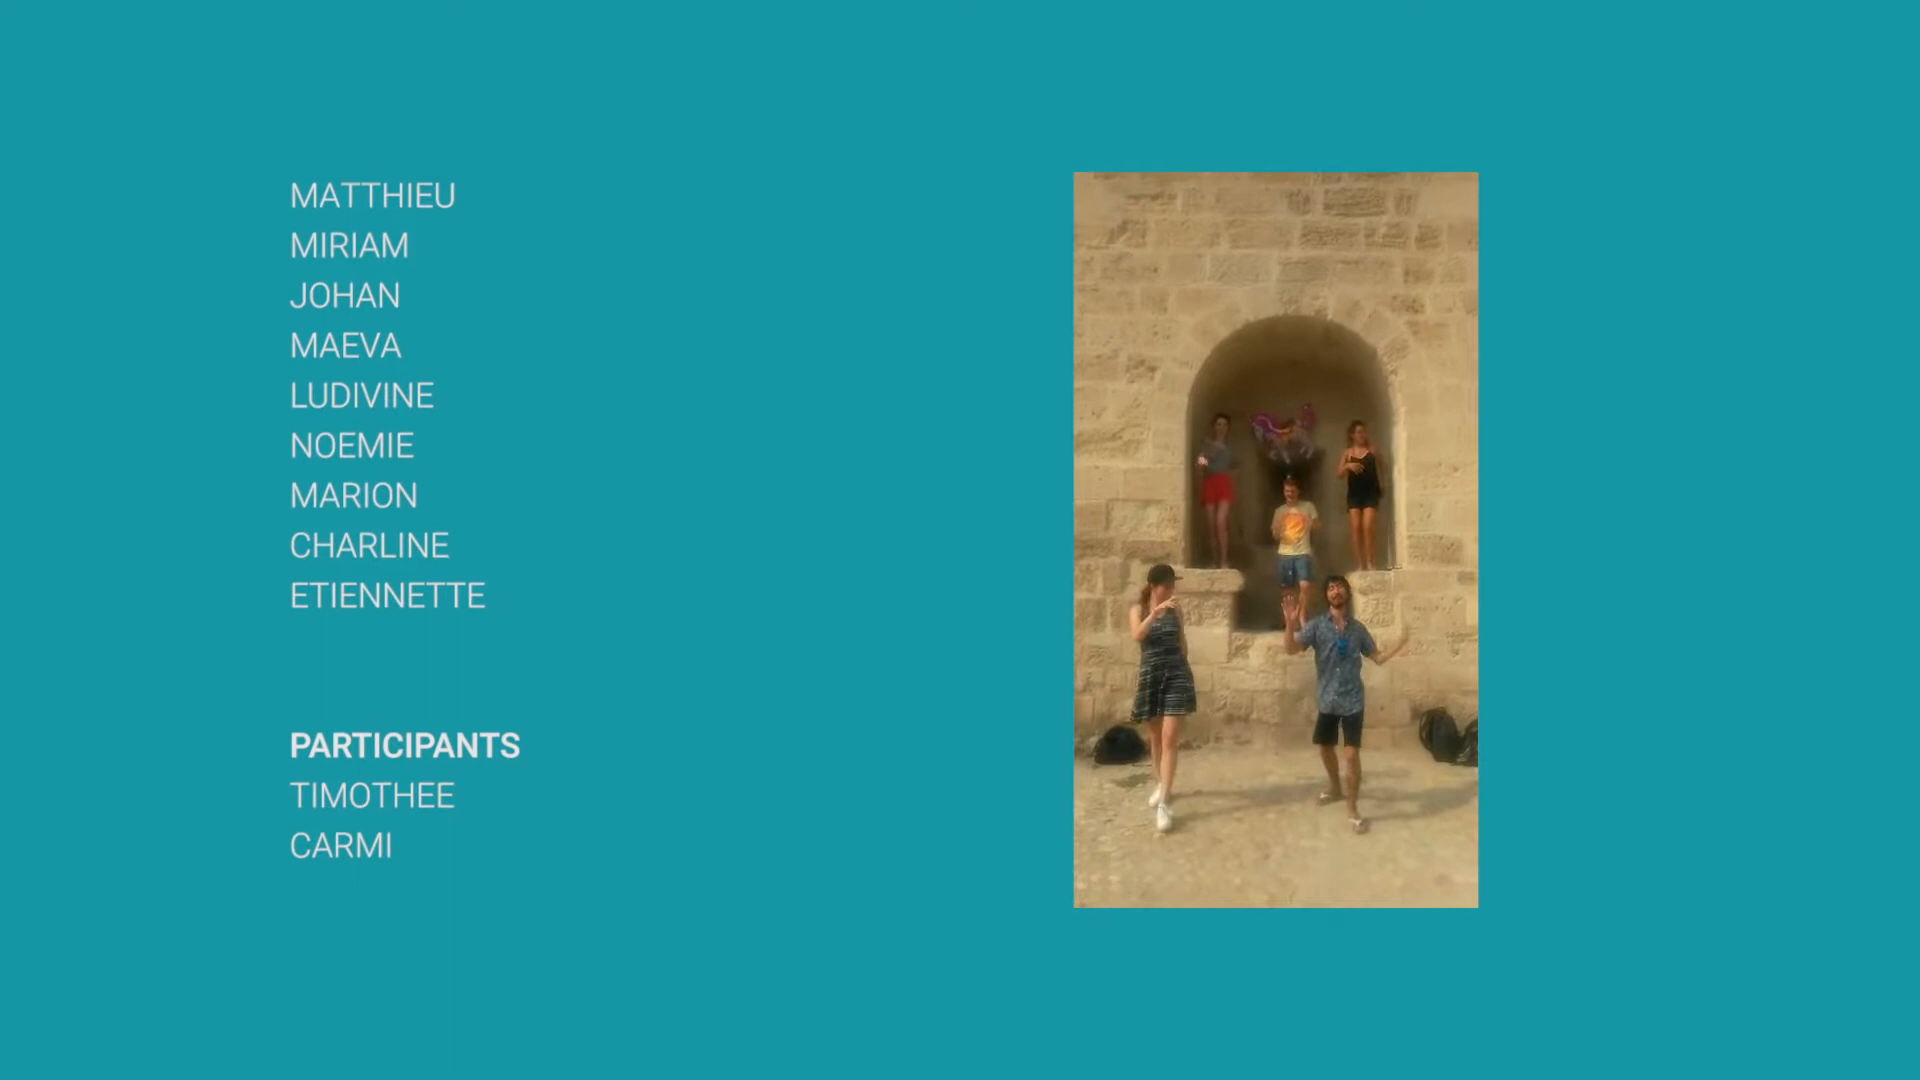 MATTHIEU
MIRIAM
JOHAN
MAEVA
LUDIVINE
NOEMIE
MARION
CHARLINE
ETIENNETTE
PARTICIPANTS
TIMOTHEE
CARMI